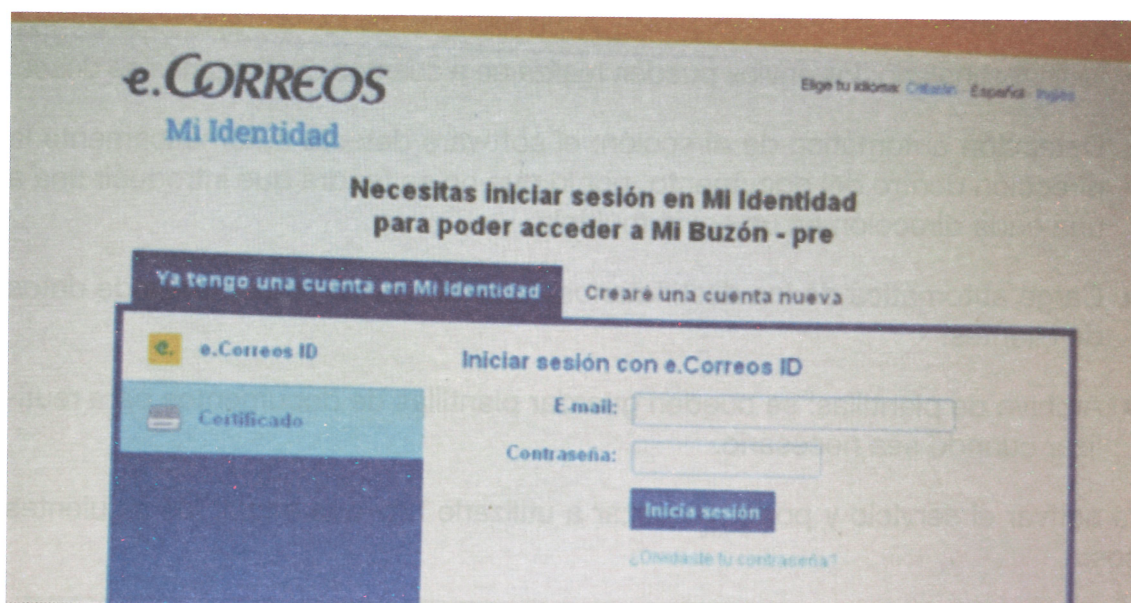 e.CORREOS
Mi Identidad
Elige tu idioma: Catalán Español Inglés
Necesitas iniciar sesión en Mi Identidad
para poder acceder a Mi Buzón - pre
Ya tengo una cuenta en Mi Identidad
Crearé una cuenta nueva
e. e.Correos ID
Certificado
Iniciar sesión con e.Correos ID
E-mail:
Contraseña:
Inicia sesión
¿Olvidaste tu contraseña?